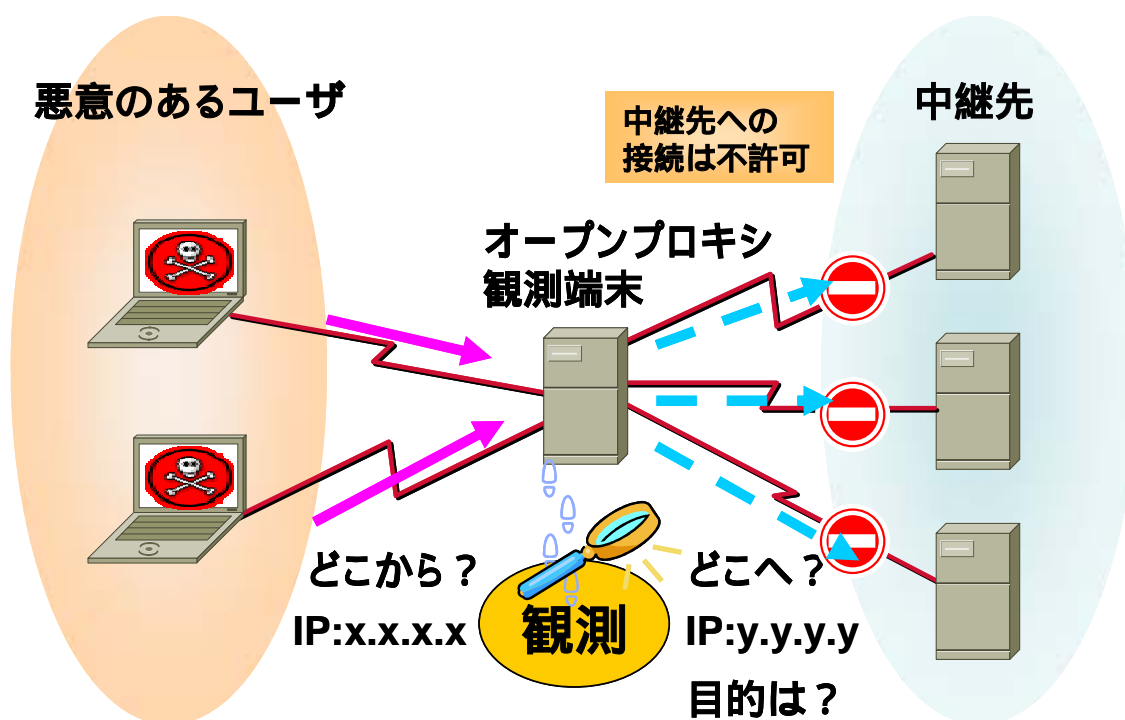 悪意のあるユーザ
中継先への
接続は不許可
中継先
オープンプロキシ
観測端末
どこから？
IP:x.x.x.x
観測
どこへ？
IP:y.y.y.y
目的は？